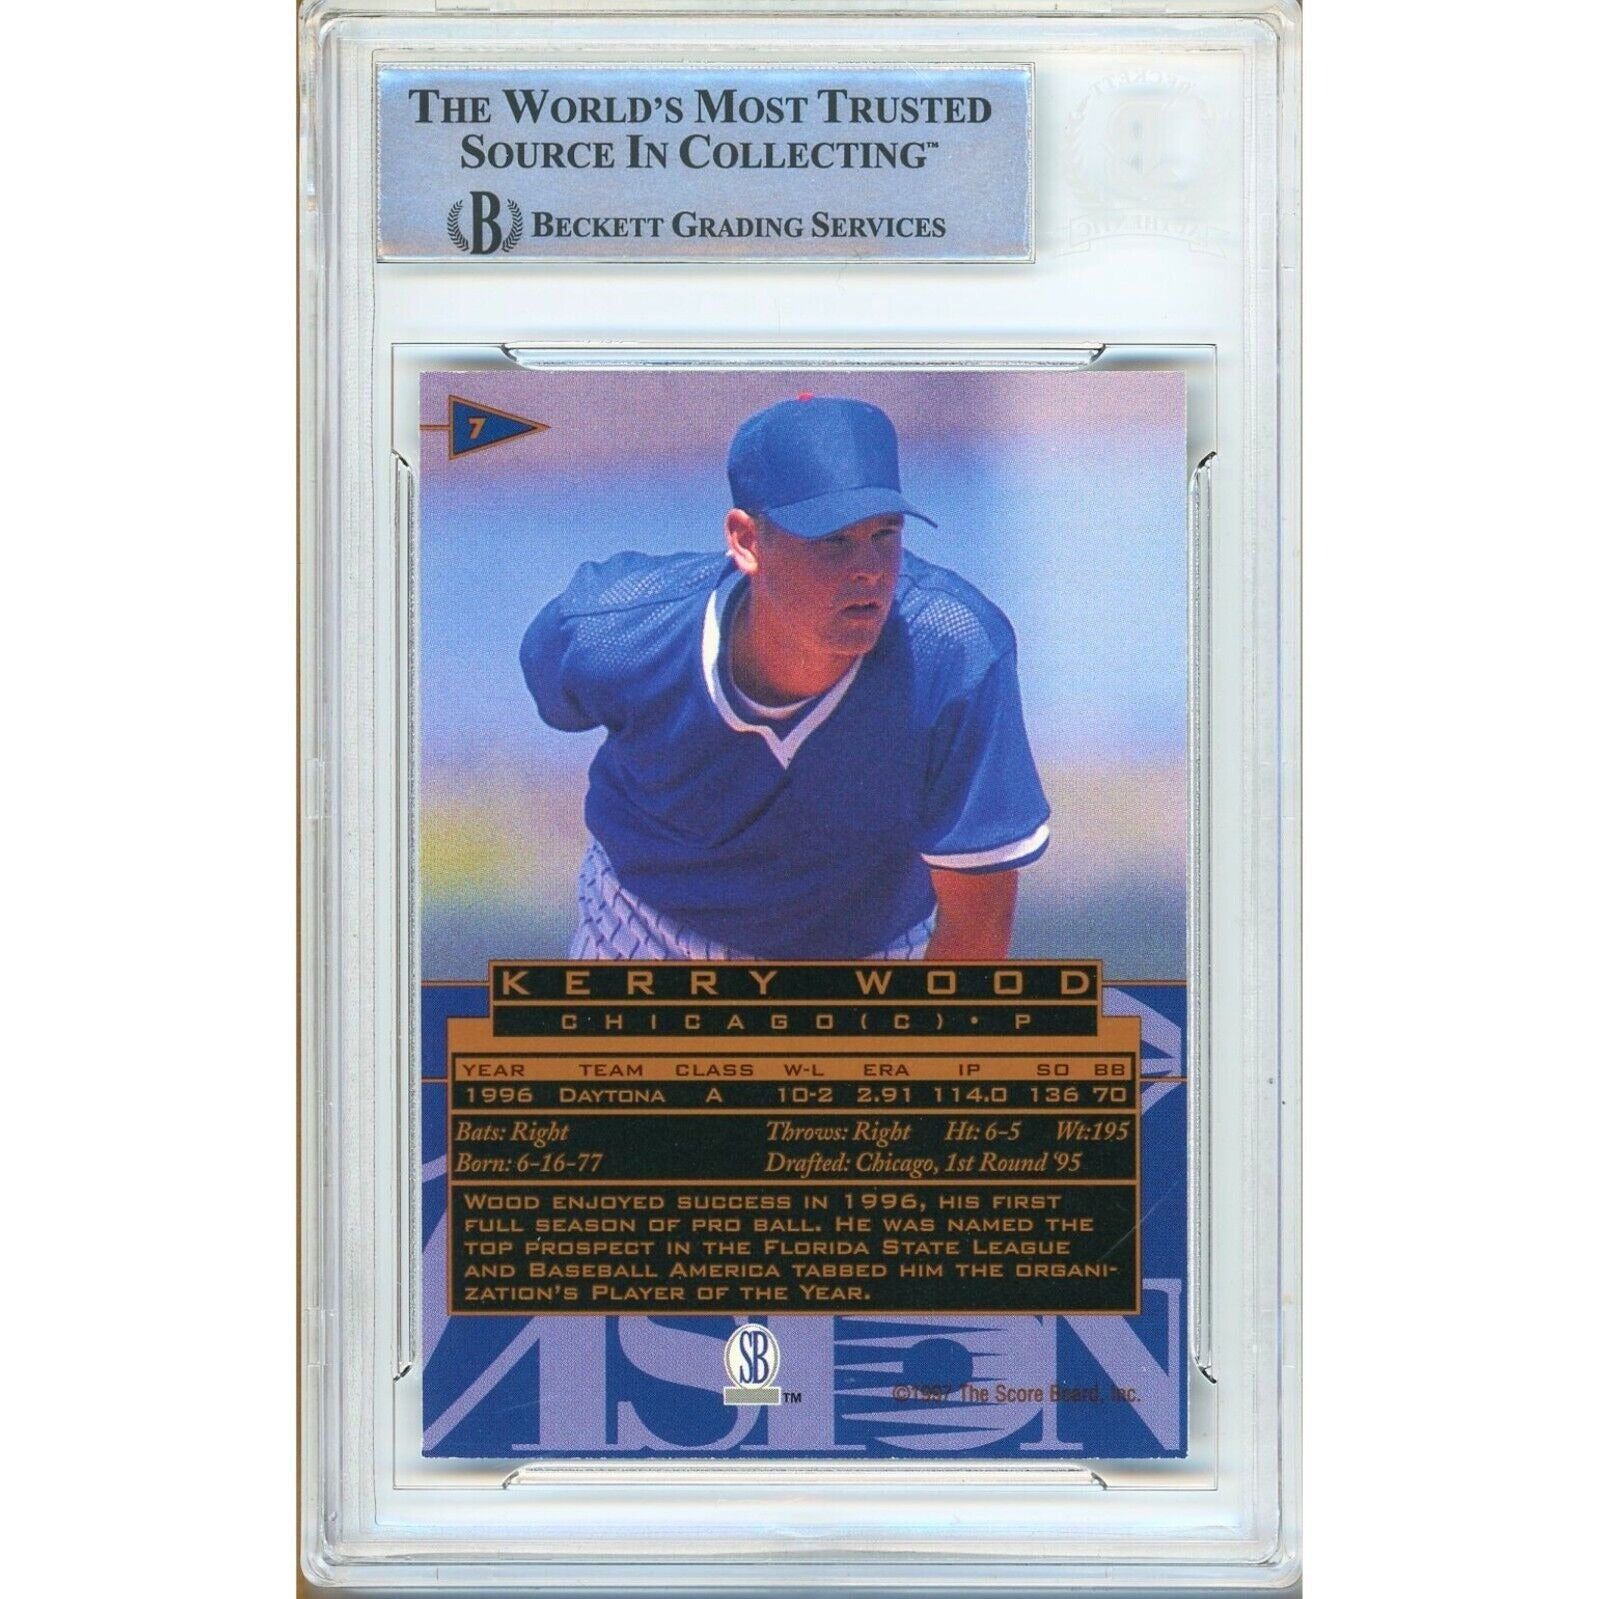 THE WORLD'S MOST TRUSTED
SOURCE IN COLLECTING™
B BECKETT GRADING SERVICES
7
KERRY WOOD
CHICAGO (C) • P
YEAR TEAM CLASS W-L ERA IP SO BB
1996 DAYTONA A 10-2 2.91 114.0 136 70
Bats: Right Throws: Right Ht: 6-5 Wt:195
Born: 6-16-77 Drafted: Chicago, 1st Round '95
WOOD ENJOYED SUCCESS IN 1996, HIS FIRST
FULL SEASON OF PRO BALL. HE WAS NAMED THE
TOP PROSPECT IN THE FLORIDA STATE LEAGUE
AND BASEBALL AMERICA TABBED HIM THE ORGANI-
ZATION'S PLAYER OF THE YEAR.
SB
TM
©1997 The Score Board, Inc.